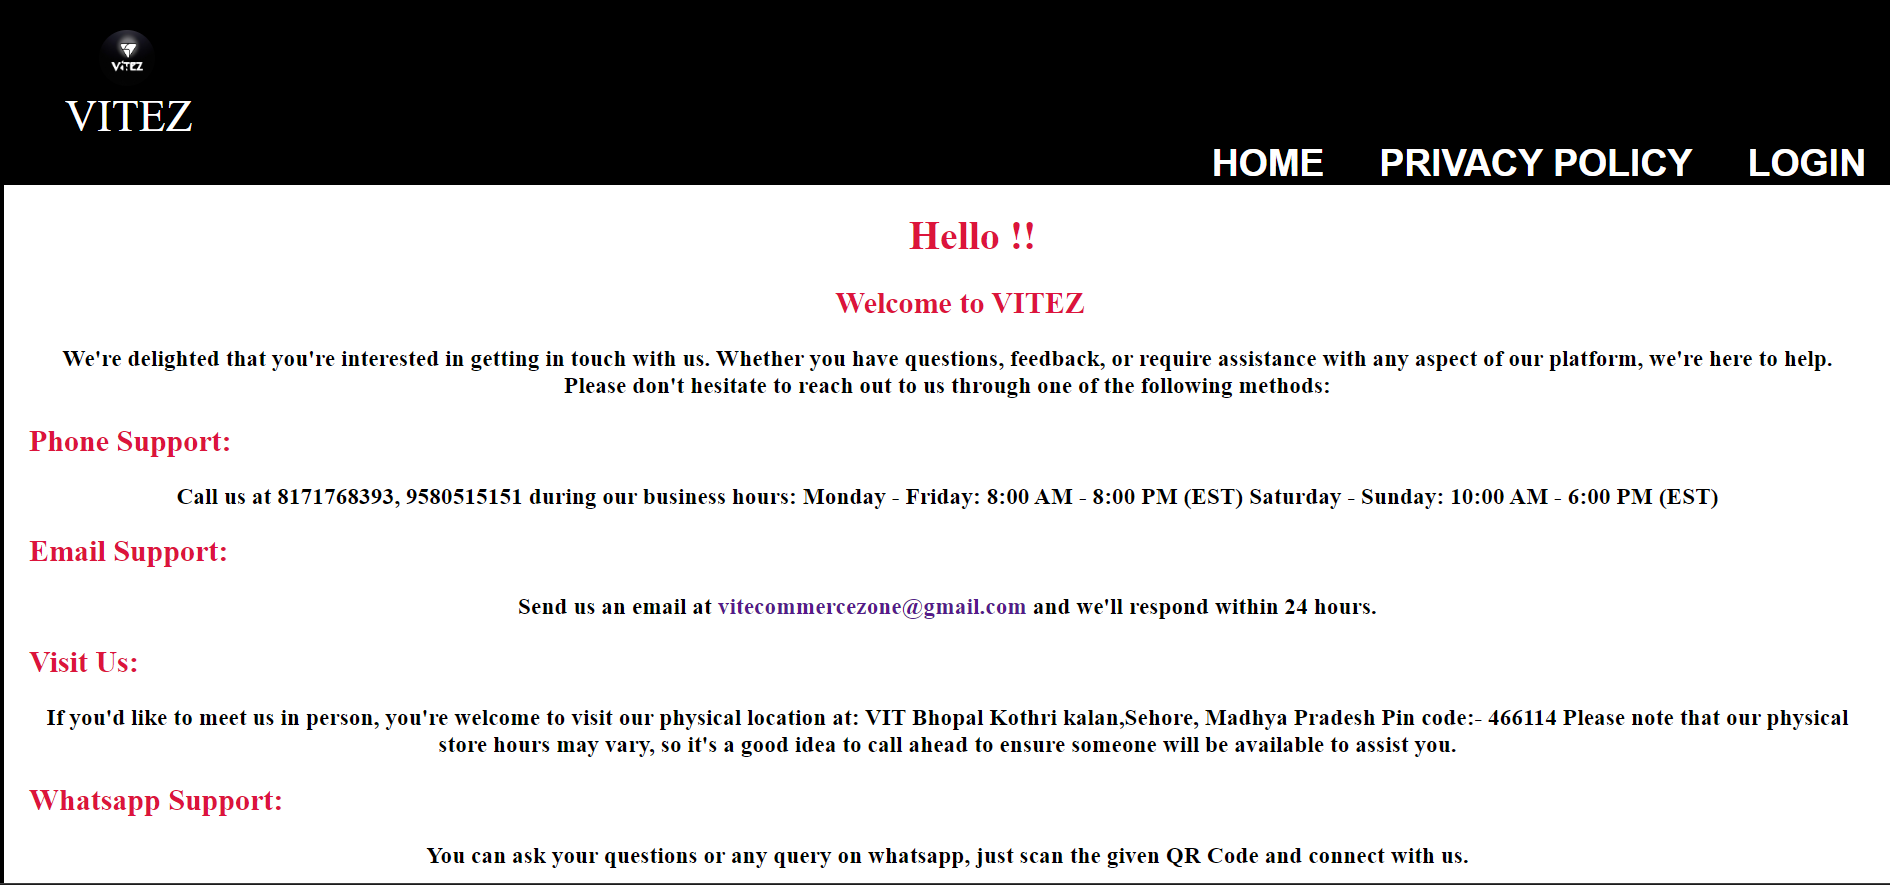 VITEZ
VITEZ
HOME PRIVACY POLICY LOGIN
Hello !!
Welcome to VITEZ
We're delighted that you're interested in getting in touch with us. Whether you have questions, feedback, or require assistance with any aspect of our platform, we're here to help.
Please don't hesitate to reach out to us through one of the following methods:
Phone Support:
Call us at 8171768393, 9580515151 during our business hours: Monday - Friday: 8:00 AM - 8:00 PM (EST) Saturday - Sunday: 10:00 AM - 6:00 PM (EST)
Email Support:
Send us an email at vitecommercezone@gmail.com and we'll respond within 24 hours.
Visit Us:
If you'd like to meet us in person, you're welcome to visit our physical location at: VIT Bhopal Kothri kalan,Sehore, Madhya Pradesh Pin code:- 466114 Please note that our physical
store hours may vary, so it's a good idea to call ahead to ensure someone will be available to assist you.
Whatsapp Support:
You can ask your questions or any query on whatsapp, just scan the given QR Code and connect with us.